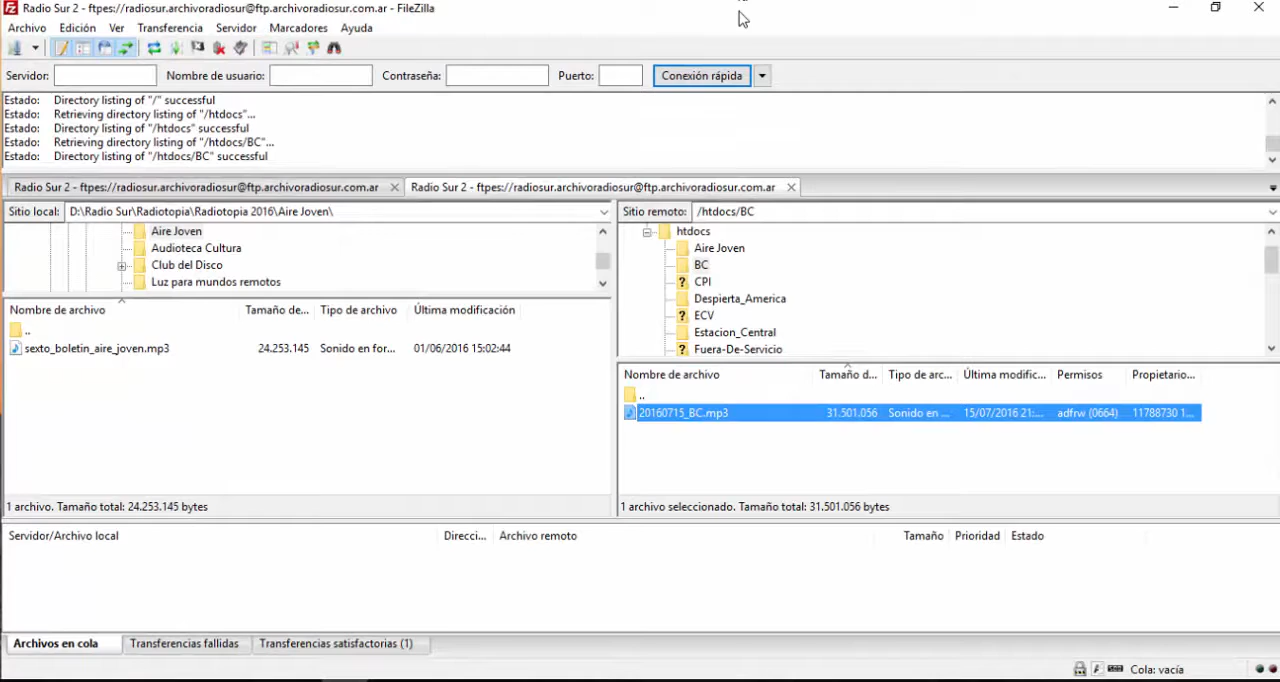 Radio Sur 2 - ftpes://radiosur.archivoradiosur@ftp.archivoradiosur.com.ar - FileZilla
Archivo Edición Ver Transferencia Servidor Marcadores Ayuda
Servidor: Nombre de usuario: Contraseña: Puerto: Conexión rápida
Estado: Directory listing of "/" successful
Estado: Retrieving directory listing of "/htdocs"...
Estado: Directory listing of "/htdocs" successful
Estado: Retrieving directory listing of "/htdocs/BC"...
Estado: Directory listing of "/htdocs/BC" successful
Radio Sur 2 - ftpes://radiosur.archivoradiosur@ftp.archivoradiosur.com.ar Radio Sur 2 - ftpes://radiosur.archivoradiosur@ftp.archivoradiosur.com.ar
Sitio local: D:\Radio Sur\Radiotopia\Radiotopia 2016\Aire Joven\
Aire Joven
Audioteca Cultura
Club del Disco
Luz para mundos remotos
Nombre de archivo Tamaño de... Tipo de archivo Última modificación
..
sexto_boletin_aire_joven.mp3 24.253.145 Sonido en for... 01/06/2016 15:02:44
1 archivo. Tamaño total: 24.253.145 bytes
Sitio remoto: /htdocs/BC
htdocs
Aire Joven
BC
CPI
Despierta_America
ECV
Estacion_Central
Fuera-De-Servicio
Nombre de archivo Tamaño d... Tipo de arc... Última modific... Permisos Propietario...
..
20160715_BC.mp3 31.501.056 Sonido en ... 15/07/2016 21:... adfrw (0664) 11788730 1...
1 archivo seleccionado. Tamaño total: 31.501.056 bytes
Servidor/Archivo local Direcci... Archivo remoto Tamaño Prioridad Estado
Archivos en cola Transferencias fallidas Transferencias satisfactorias (1)
Cola: vacía